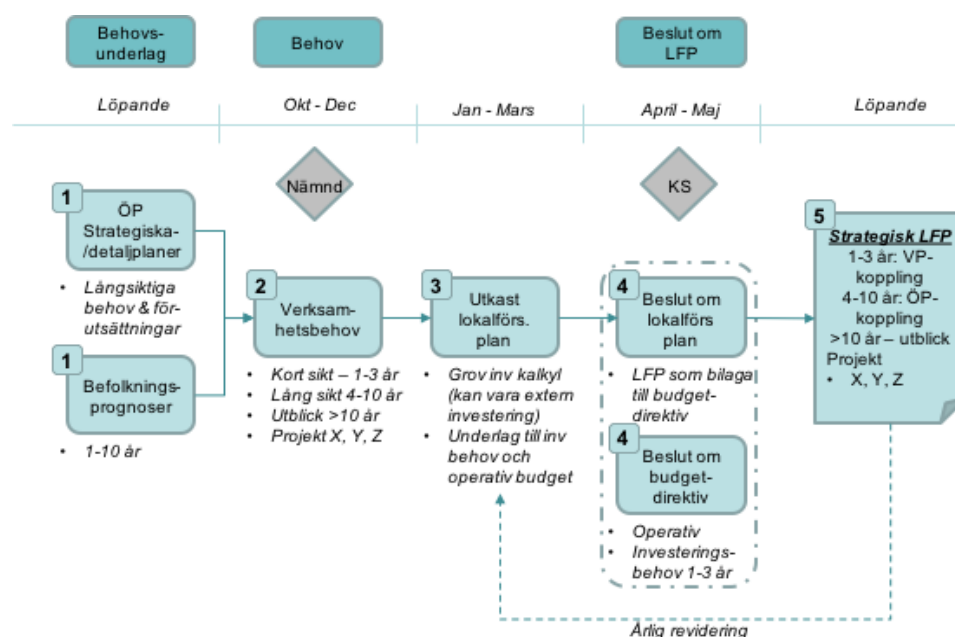 Behovs-
underlag
Behov
Beslut om
LFP
Löpande
Okt - Dec
Jan - Mars
April - Maj
Löpande
Nämnd
KS
1
ÖP
Strategiska-
/detaljplaner
• Långsiktiga
behov & för-
utsättningar
1
Befolknings-
prognoser
• 1-10 år
2
Verksam-
hetsbehov
• Kort sikt – 1-3 år
• Lång sikt 4-10 år
• Utblick >10 år
• Projekt X, Y, Z
3
Utkast
lokalförs.
plan
• Grov inv kalkyl
(kan vara extern
investering)
• Underlag till inv
behov och
operativ budget
4
Beslut om
lokalförs
plan
• LFP som bilaga
till budget-
direktiv
4
Beslut om
budget-
direktiv
• Operativ
• Investerings-
behov 1-3 år
5
Strategisk LFP
1-3 år: VP-
koppling
4-10 år: ÖP-
koppling
>10 år – utblick
Projekt
• X, Y, Z
Årlig revidering